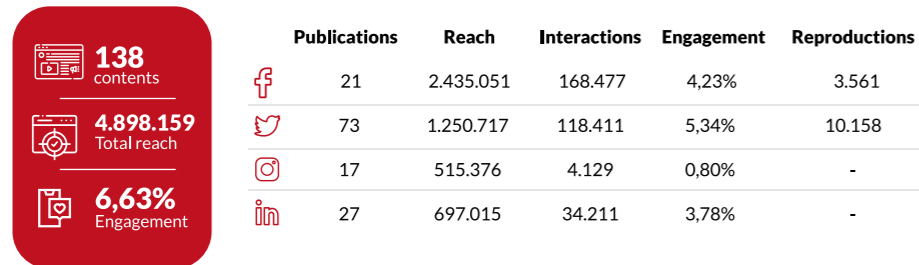 138
contents
4.898.159
Total reach
6,63%
Engagement
Publications Reach Interactions Engagement Reproductions
21 2.435.051 168.477 4,23% 3.561
73 1.250.717 118.411 5,34% 10.158
17 515.376 4.129 0,80% -
in 27 697.015 34.211 3,78% -